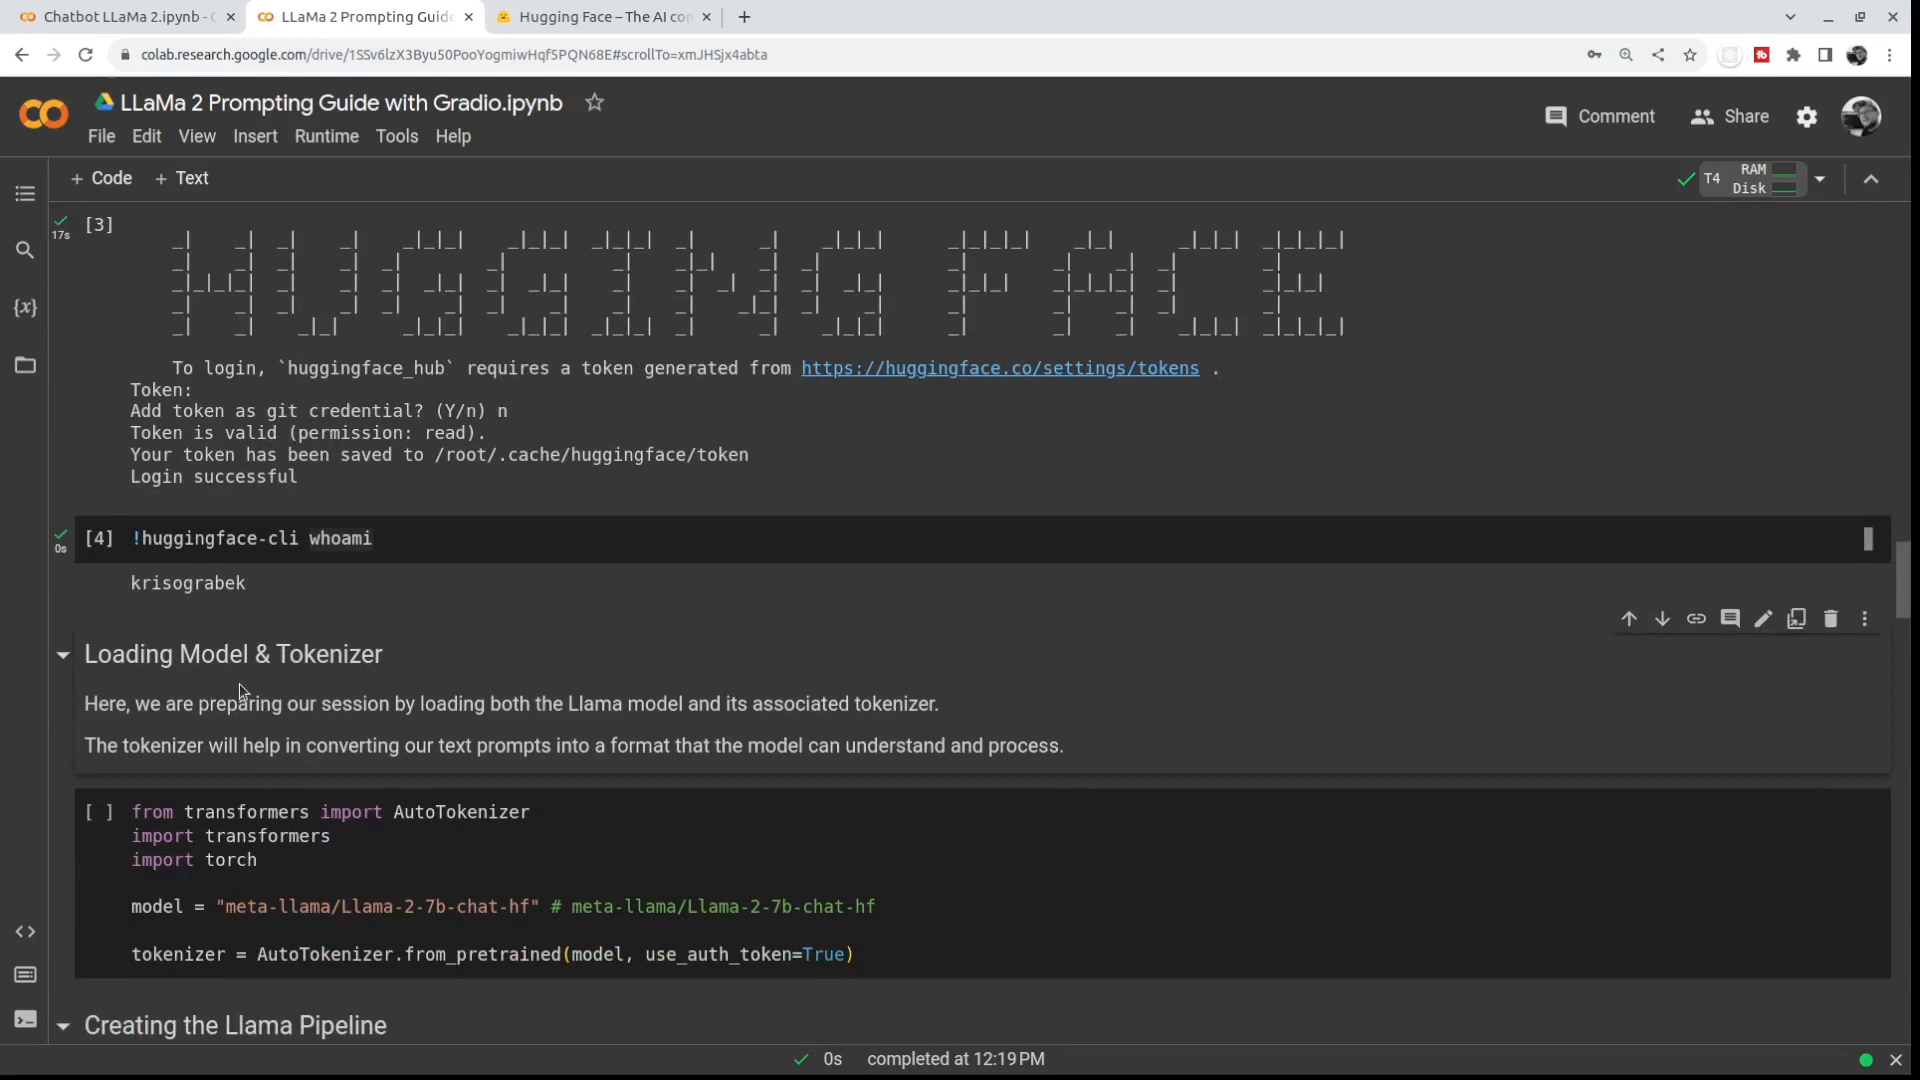 Chatbot LLaMa 2.ipynb - C
LLaMa 2 Prompting Guide
Hugging Face – The AI con
colab.research.google.com/drive/1SSv6lzX3Byu50PooYogmiwHqf5PQN68E#scrollTo=xmJHSjx4abta
LLaMa 2 Prompting Guide with Gradio.ipynb
Comment
Share
File Edit View Insert Runtime Tools Help
+ Code + Text
T4 RAM
Disk
[3]
17s
HUGGING FACE
To login, `huggingface_hub` requires a token generated from https://huggingface.co/settings/tokens .
Token:
Add token as git credential? (Y/n) n
Token is valid (permission: read).
Your token has been saved to /root/.cache/huggingface/token
Login successful
[4] !huggingface-cli whoami
0s
krisograbek
Loading Model & Tokenizer
Here, we are preparing our session by loading both the Llama model and its associated tokenizer.
The tokenizer will help in converting our text prompts into a format that the model can understand and process.
[ ] from transformers import AutoTokenizer
import transformers
import torch
model = "meta-llama/Llama-2-7b-chat-hf" # meta-llama/Llama-2-7b-chat-hf
tokenizer = AutoTokenizer.from_pretrained(model, use_auth_token=True)
Creating the Llama Pipeline
0s completed at 12:19 PM